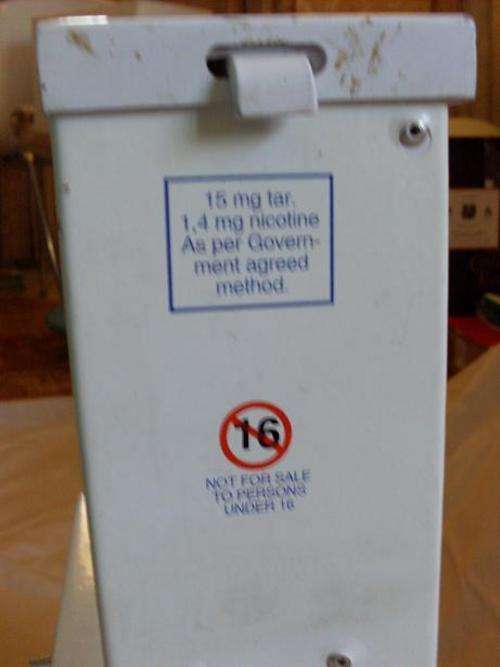 15 mg tar.
1,4 mg nicotine
As per Govern-
ment agreed
method.
16
NOT FOR SALE
TO PERSONS
UNDER 16